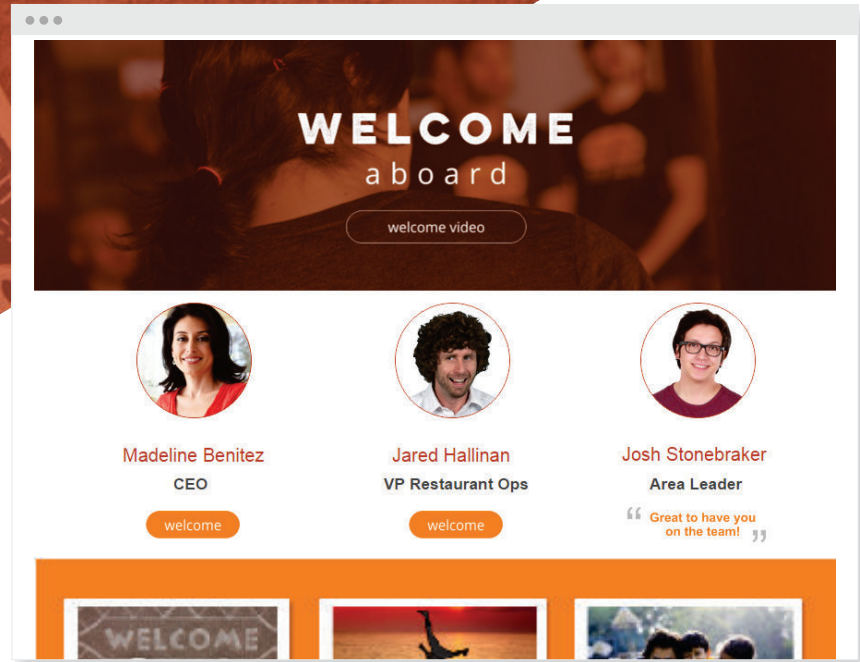 WELCOME
aboard
welcome video
Madeline Benitez
CEO
welcome
Jared Hallinan
VP Restaurant Ops
welcome
Josh Stonebraker
Area Leader
“ Great to have you
on the team! ”
WELCOME